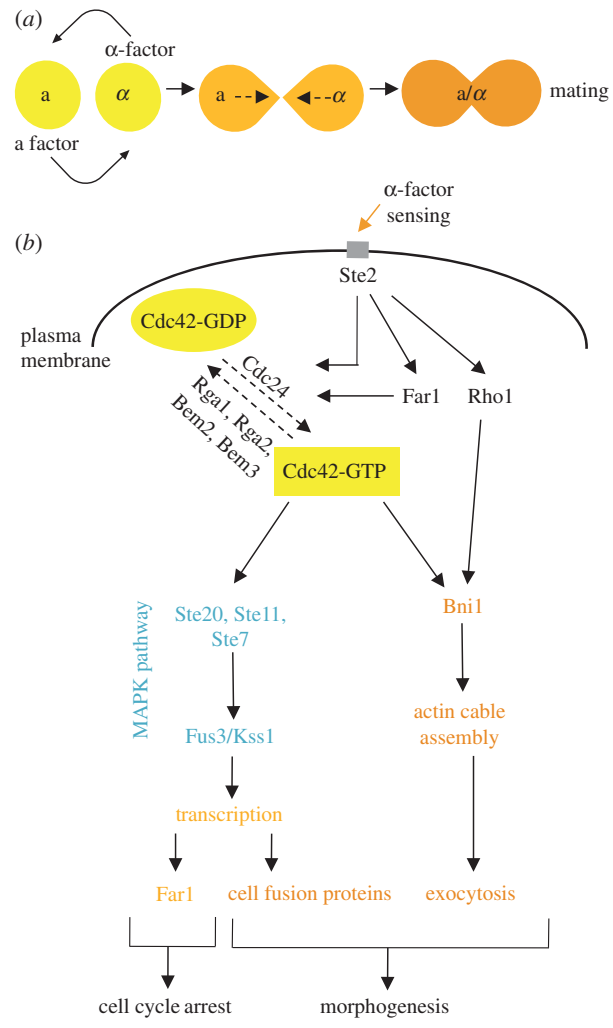 (a)
α-factor
a
α
a factor
a
α
a/α
mating
α-factor
sensing
(b)
Ste2
plasma
membrane
Cdc42-GDP
Cdc24
Rga1, Rga2,
Bem2, Bem3
Far1
Rho1
Cdc42-GTP
MAPK pathway
Ste20, Ste11,
Ste7
Bni1
Fus3/Kss1
actin cable
assembly
transcription
Far1
cell fusion proteins
exocytosis
cell cycle arrest
morphogenesis